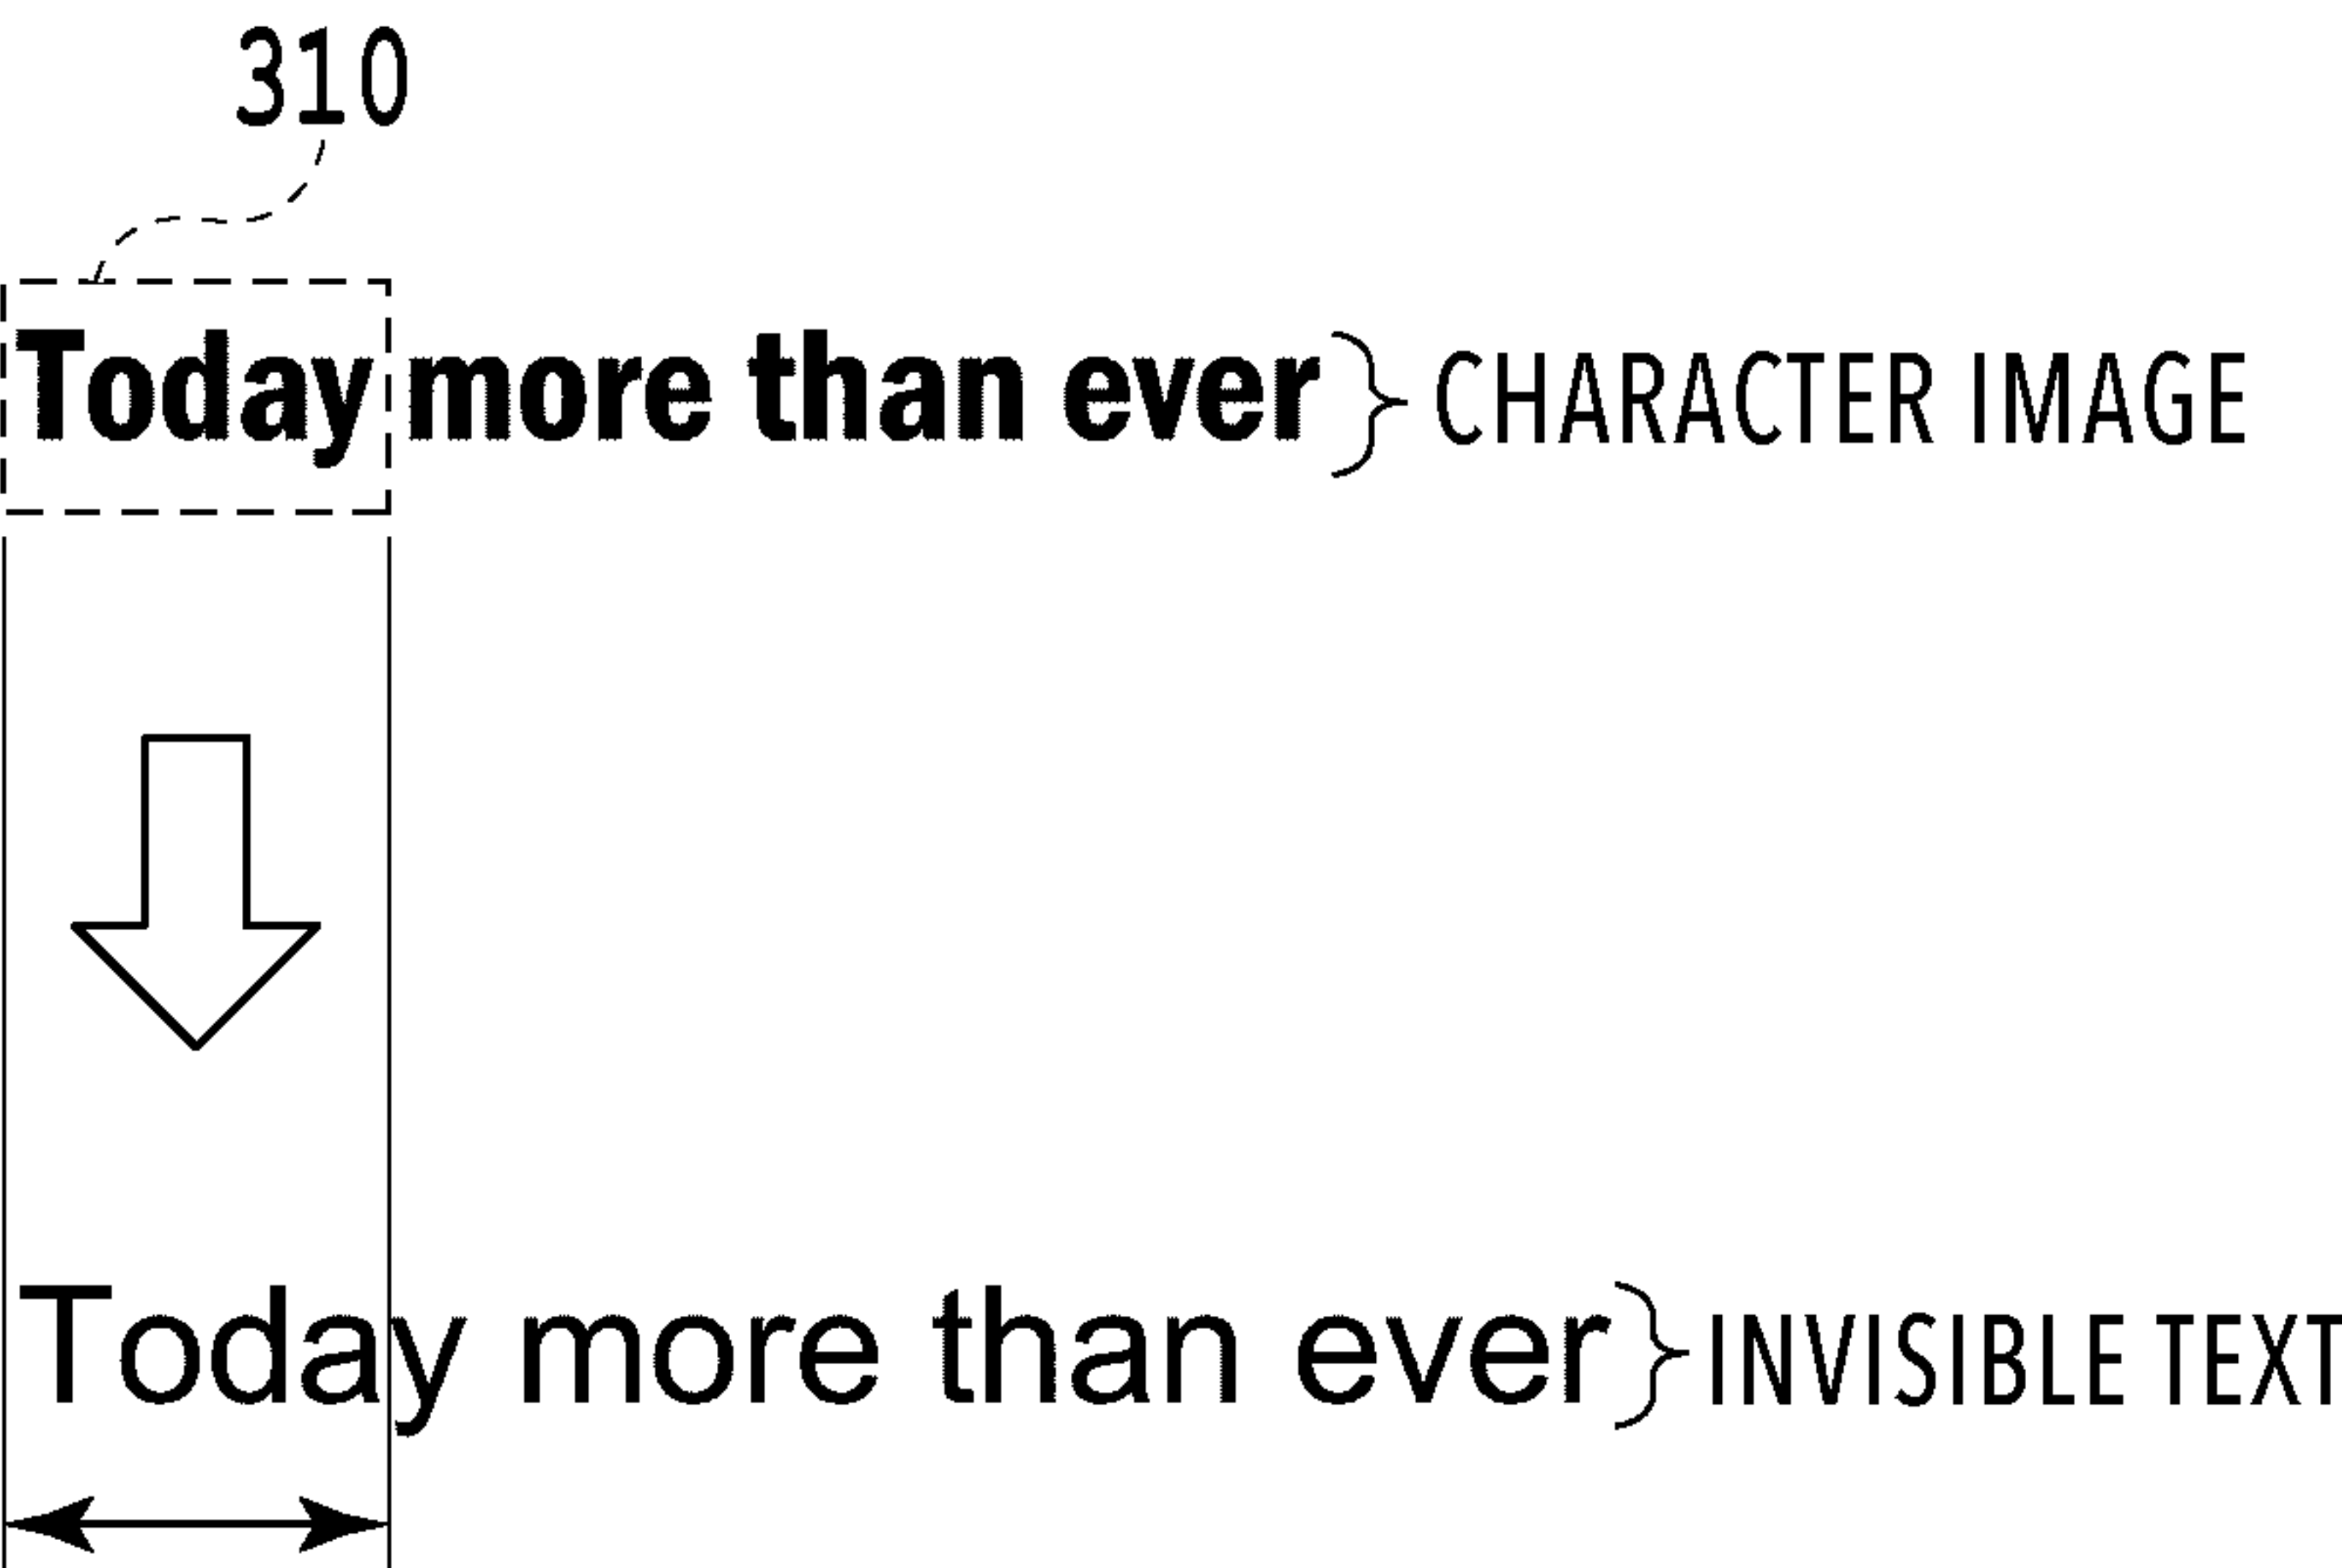 310
Today more than ever CHARACTER IMAGE
Today more than ever INVISIBLE TEXT